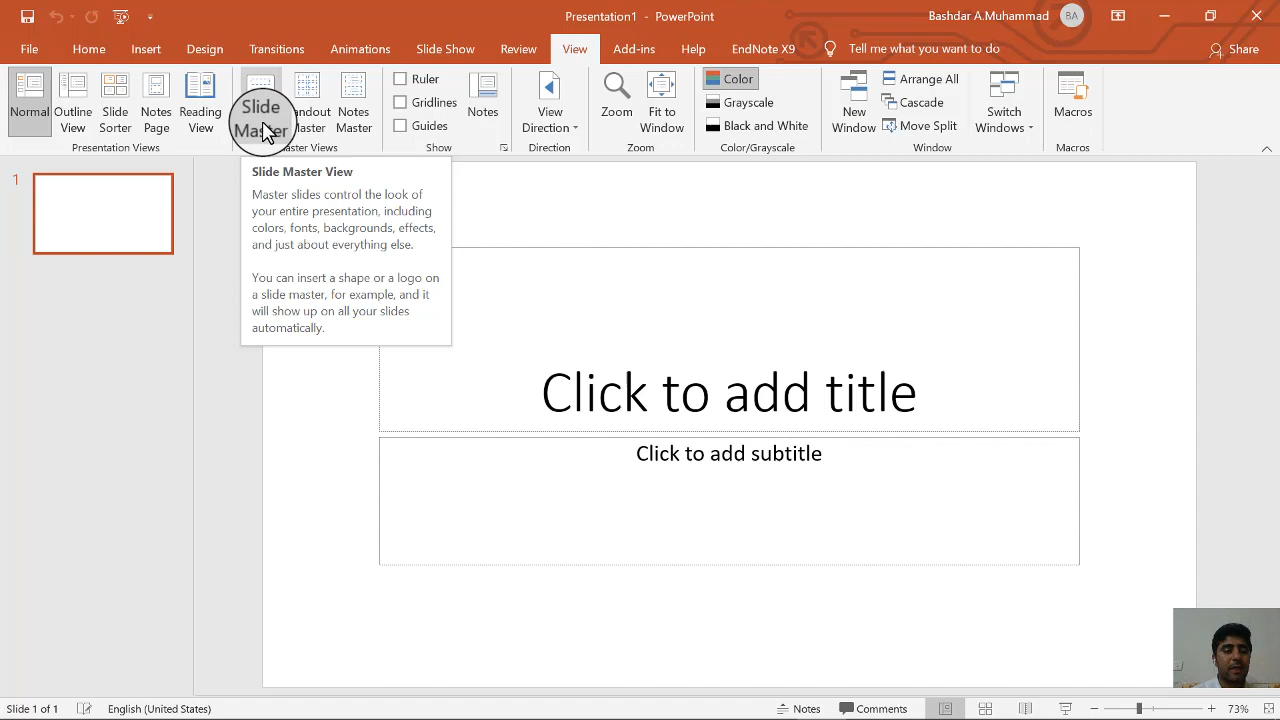 Presentation1 - PowerPoint
Bashdar A.Muhammad
BA
File Home Insert Design Transitions Animations Slide Show Review View Add-ins Help EndNote X9 Tell me what you want to do Share
Normal
Outline View
Slide Sorter
Notes Page
Reading View
Presentation Views
Slide Master
Notes Master
Ruler
Gridlines
Guides
Show
Notes
View Direction
Direction
Zoom
Fit to Window
Zoom
Color
Grayscale
Black and White
Color/Grayscale
New Window
Arrange All
Cascade
Move Split
Switch Windows
Window
Macros
Macros
1
Slide Master View
Master slides control the look of
your entire presentation, including
colors, fonts, backgrounds, effects,
and just about everything else.
You can insert a shape or a logo on
a slide master, for example, and it
will show up on all your slides
automatically.
Click to add title
Click to add subtitle
Slide 1 of 1 English (United States) Notes Comments 73%